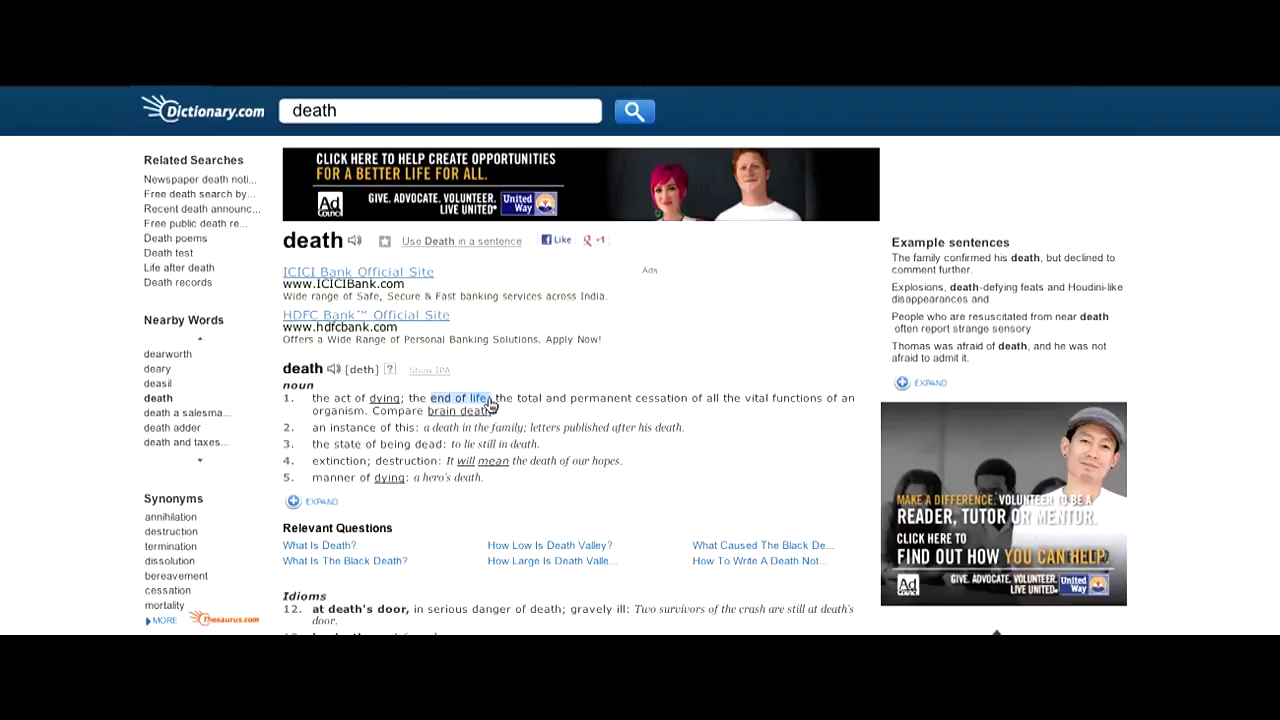 Dictionary.com
death
Related Searches
Newspaper death noti...
Free death search by...
Recent death announc...
Free public death re...
Death poems
Death test
Life after death
Death records
Nearby Words
dearworth
deary
deasil
death
death a salesma...
death adder
death and taxes...
Synonyms
annihilation
destruction
termination
dissolution
bereavement
cessation
mortality
MORE
Thesaurus.com
CLICK HERE TO HELP CREATE OPPORTUNITIES
FOR A BETTER LIFE FOR ALL.
Ad Council
GIVE. ADVOCATE. VOLUNTEER.
LIVE UNITED®
United Way
death
Use Death in a sentence
Like
+1
ICICI Bank Official Site
Ads
www.ICICIBank.com
Wide range of Safe, Secure & Fast banking services across India.
HDFC Bank™ Official Site
www.hdfcbank.com
Offers a Wide Range of Personal Banking Solutions. Apply Now!
death [deth] ? Show IPA
noun
1. the act of dying; the end of life; the total and permanent cessation of all the vital functions of an
organism. Compare brain death
2. an instance of this: a death in the family; letters published after his death.
3. the state of being dead: to lie still in death.
4. extinction; destruction: It will mean the death of our hopes.
5. manner of dying: a hero's death.
EXPAND
Relevant Questions
What Is Death?
How Low Is Death Valley?
What Caused The Black De...
What Is The Black Death?
How Large Is Death Valle...
How To Write A Death Not...
Idioms
12. at death's door, in serious danger of death; gravely ill: Two survivors of the crash are still at death's
door.
Example sentences
The family confirmed his death, but declined to
comment further.
Explosions, death-defying feats and Houdini-like
disappearances and
People who are resuscitated from near death
often report strange sensory
Thomas was afraid of death, and he was not
afraid to admit it.
EXPAND
MAKE A DIFFERENCE. VOLUNTEER TO BE A
READER, TUTOR OR MENTOR.
CLICK HERE TO
FIND OUT HOW YOU CAN HELP.
Ad Council
GIVE. ADVOCATE. VOLUNTEER.
LIVE UNITED®
United Way